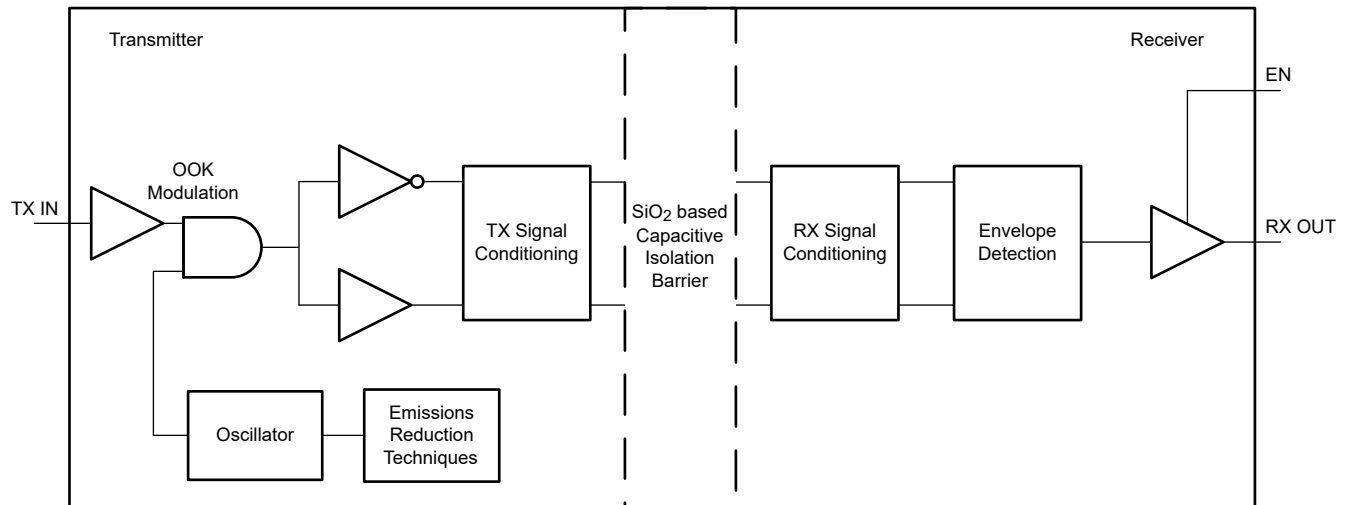 Transmitter
Receiver
EN
OOK
Modulation
TX IN
TX Signal
Conditioning
SiO2 based
Capacitive
Isolation
Barrier
RX Signal
Conditioning
Envelope
Detection
RX OUT
Oscillator
Emissions
Reduction
Techniques